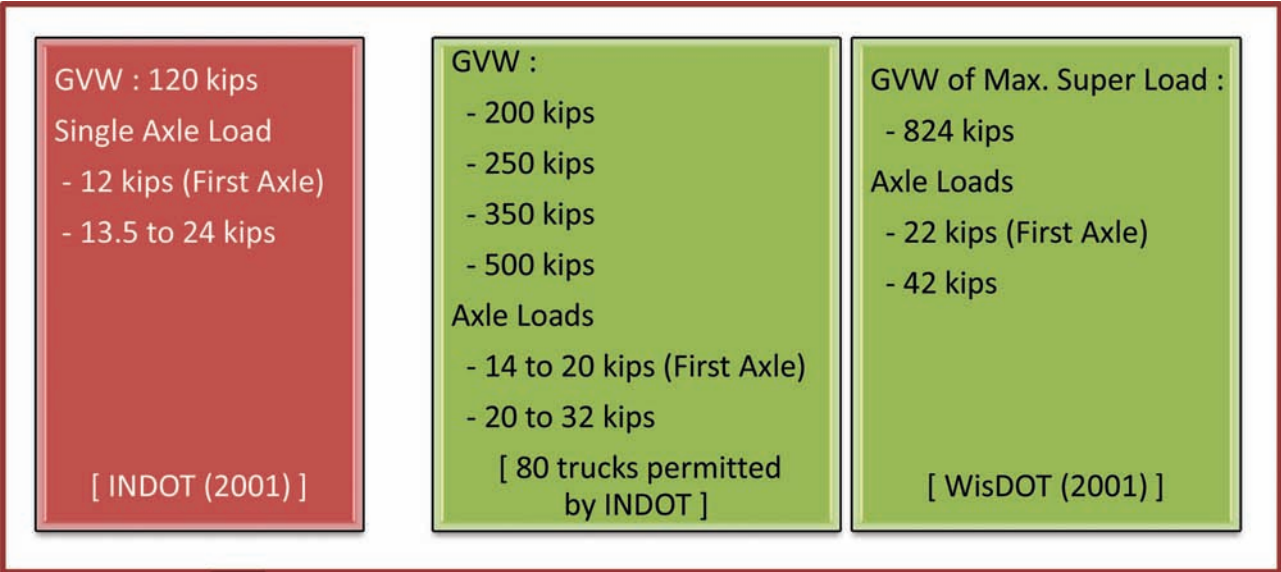 GVW : 120 kips
Single Axle Load
- 12 kips (First Axle)
- 13.5 to 24 kips
[ INDOT (2001) ]
GVW :
- 200 kips
- 250 kips
- 350 kips
- 500 kips
Axle Loads
- 14 to 20 kips (First Axle)
- 20 to 32 kips
[ 80 trucks permitted
by INDOT ]
GVW of Max. Super Load :
- 824 kips
Axle Loads
- 22 kips (First Axle)
- 42 kips
[ WisDOT (2001) ]